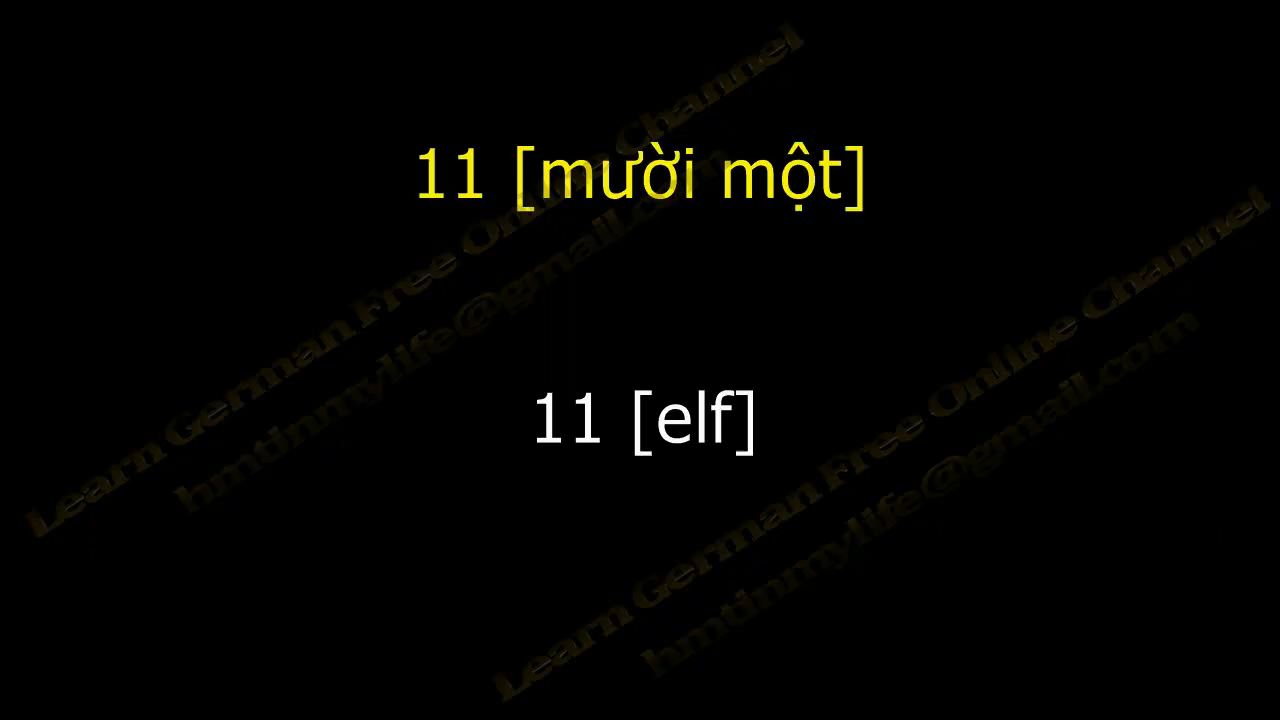 11 [mười một]
11 [elf]
Learn German Free Online Channel
hmtinmylife@gmail.com
Learn German Free Online Channel
hmtinmylife@gmail.com